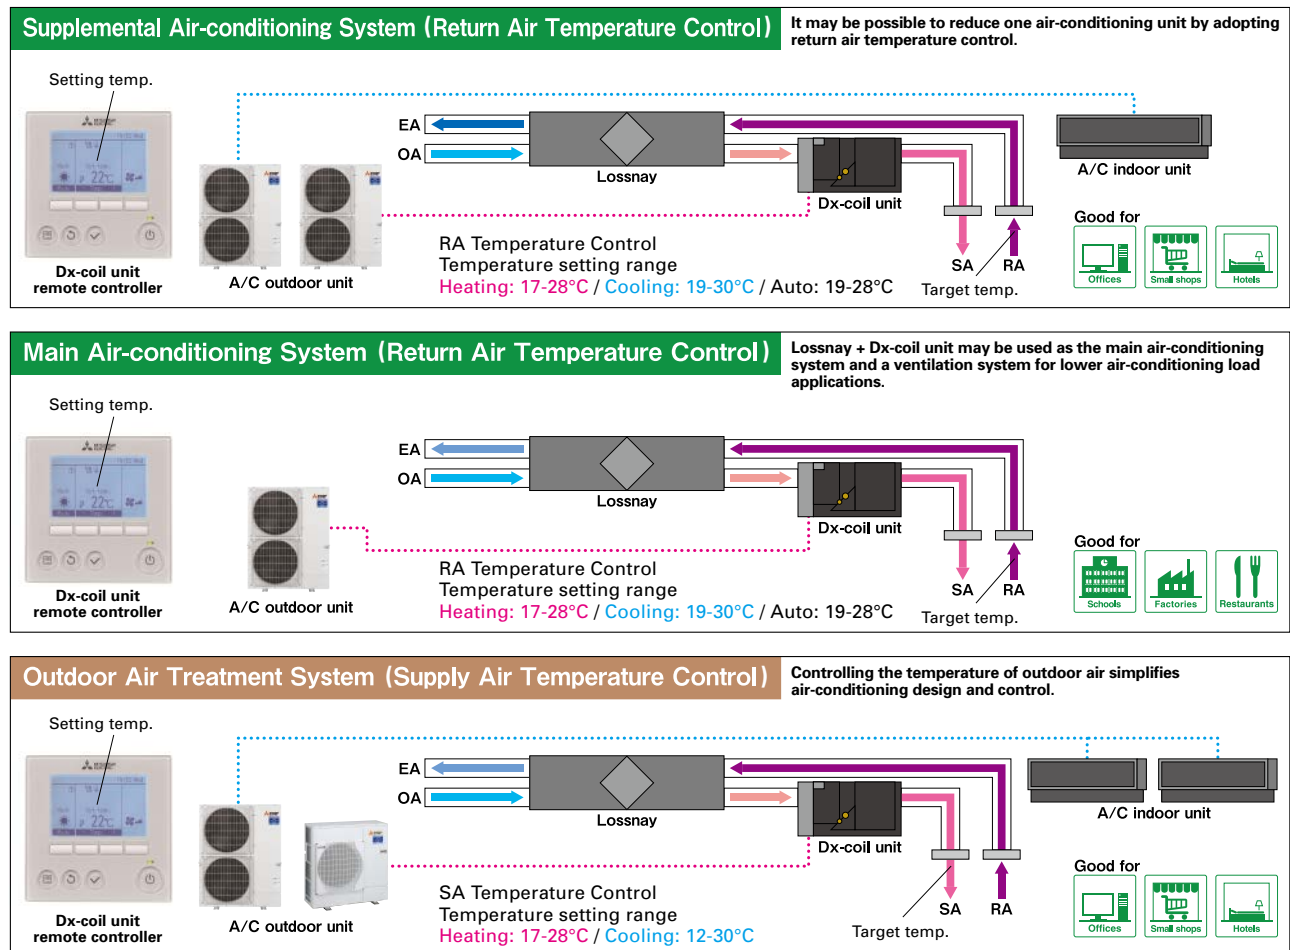 Supplemental Air-conditioning System (Return Air Temperature Control)
It may be possible to reduce one air-conditioning unit by adopting
return air temperature control.
Setting temp.
MITSUBISHI
ELECTRIC
22℃
Dx-coil unit
remote controller
A/C outdoor unit
EA
OA
Lossnay
Dx-coil unit
SA
RA
Target temp.
RA Temperature Control
Temperature setting range
Heating: 17-28°C / Cooling: 19-30°C / Auto: 19-28°C
A/C indoor unit
Good for
Offices
Small shops
Hotels
Main Air-conditioning System (Return Air Temperature Control)
Lossnay + Dx-coil unit may be used as the main air-conditioning
system and a ventilation system for lower air-conditioning load
applications.
Setting temp.
MITSUBISHI
ELECTRIC
22℃
Dx-coil unit
remote controller
A/C outdoor unit
EA
OA
Lossnay
Dx-coil unit
SA
RA
Target temp.
RA Temperature Control
Temperature setting range
Heating: 17-28°C / Cooling: 19-30°C / Auto: 19-28°C
Good for
Schools
Factories
Restaurants
Outdoor Air Treatment System (Supply Air Temperature Control)
Controlling the temperature of outdoor air simplifies
air-conditioning design and control.
Setting temp.
MITSUBISHI
ELECTRIC
22℃
Dx-coil unit
remote controller
A/C outdoor unit
EA
OA
Lossnay
Dx-coil unit
SA
RA
Target temp.
SA Temperature Control
Temperature setting range
Heating: 17-28°C / Cooling: 12-30°C
A/C indoor unit
Good for
Offices
Small shops
Hotels